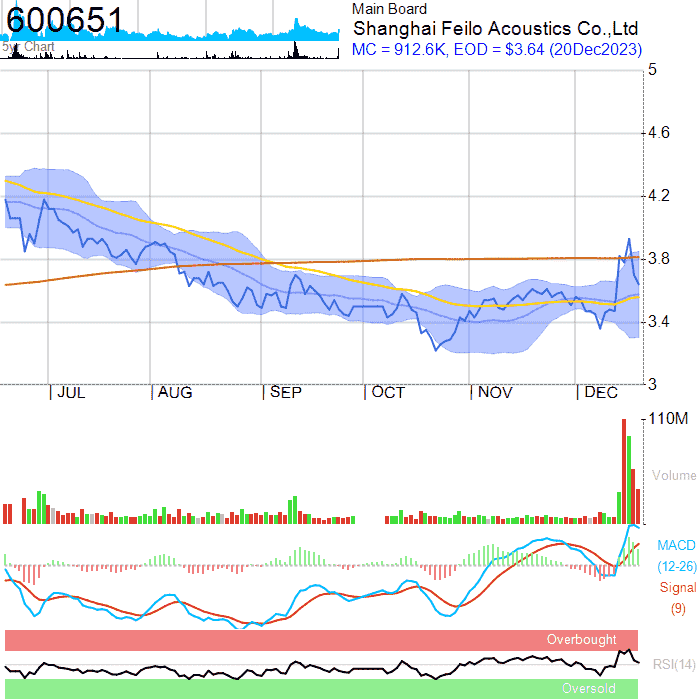 600651
5yr Chart
Main Board
Shanghai Feilo Acoustics Co.,Ltd
MC = 912.6K, EOD = $3.64 (20Dec2023)
5
4.6
4.2
3.8
3.4
3
JUL AUG SEP OCT NOV DEC
110M
Volume
MACD
(12-26)
Signal
(9)
Overbought
RSI(14)
Oversold